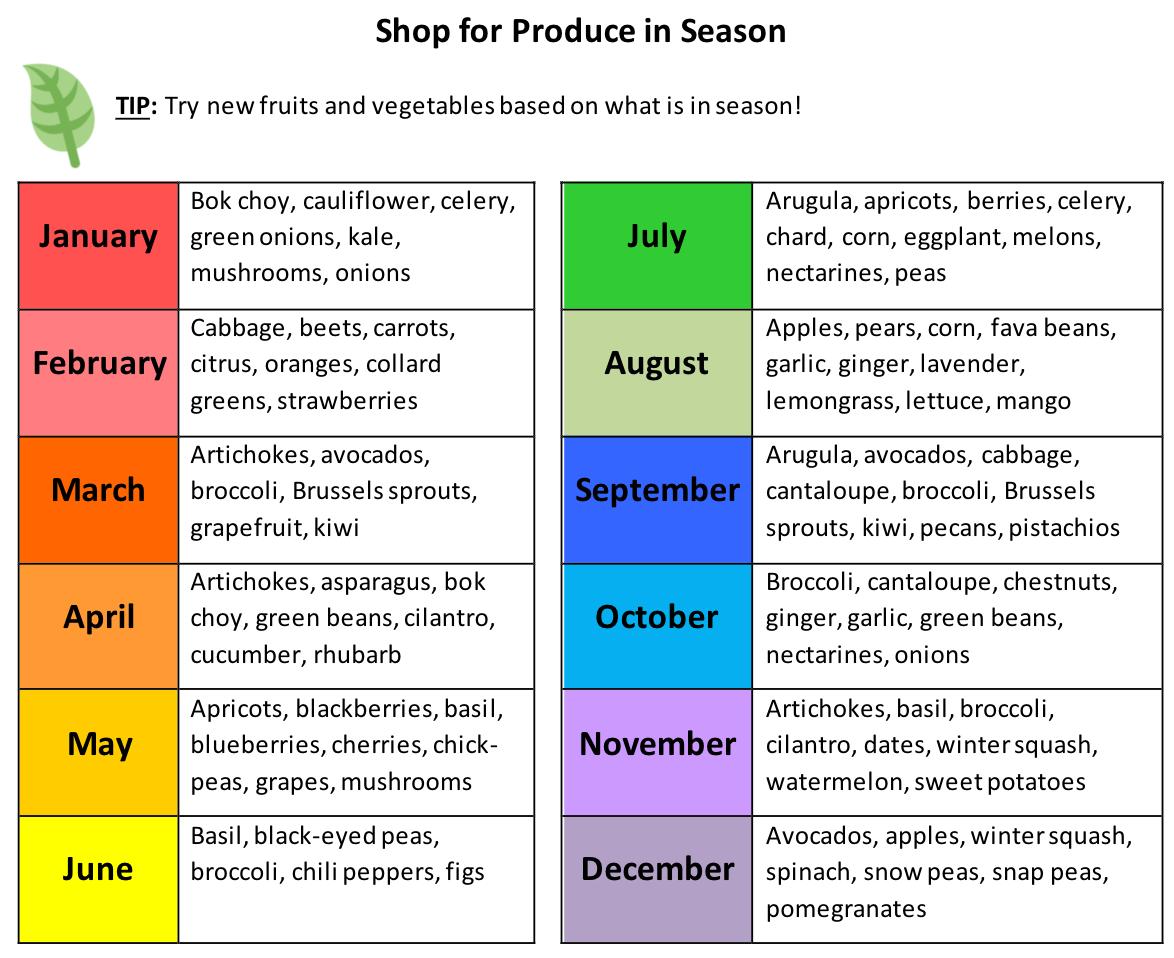 Shop for Produce in Season
TIP: Try new fruits and vegetables based on what is in season!
January
Bok choy, cauliflower, celery,
green onions, kale,
mushrooms, onions
February
Cabbage, beets, carrots,
citrus, oranges, collard
greens, strawberries
March
Artichokes, avocados,
broccoli, Brussels sprouts,
grapefruit, kiwi
April
Artichokes, asparagus, bok
choy, green beans, cilantro,
cucumber, rhubarb
May
Apricots, blackberries, basil,
blueberries, cherries, chick-
peas, grapes, mushrooms
June
Basil, black-eyed peas,
broccoli, chili peppers, figs
July
Arugula, apricots, berries, celery,
chard, corn, eggplant, melons,
nectarines, peas
August
Apples, pears, corn, fava beans,
garlic, ginger, lavender,
lemongrass, lettuce, mango
September
Arugula, avocados, cabbage,
cantaloupe, broccoli, Brussels
sprouts, kiwi, pecans, pistachios
October
Broccoli, cantaloupe, chestnuts,
ginger, garlic, green beans,
nectarines, onions
November
Artichokes, basil, broccoli,
cilantro, dates, winter squash,
watermelon, sweet potatoes
December
Avocados, apples, winter squash,
spinach, snow peas, snap peas,
pomegranates